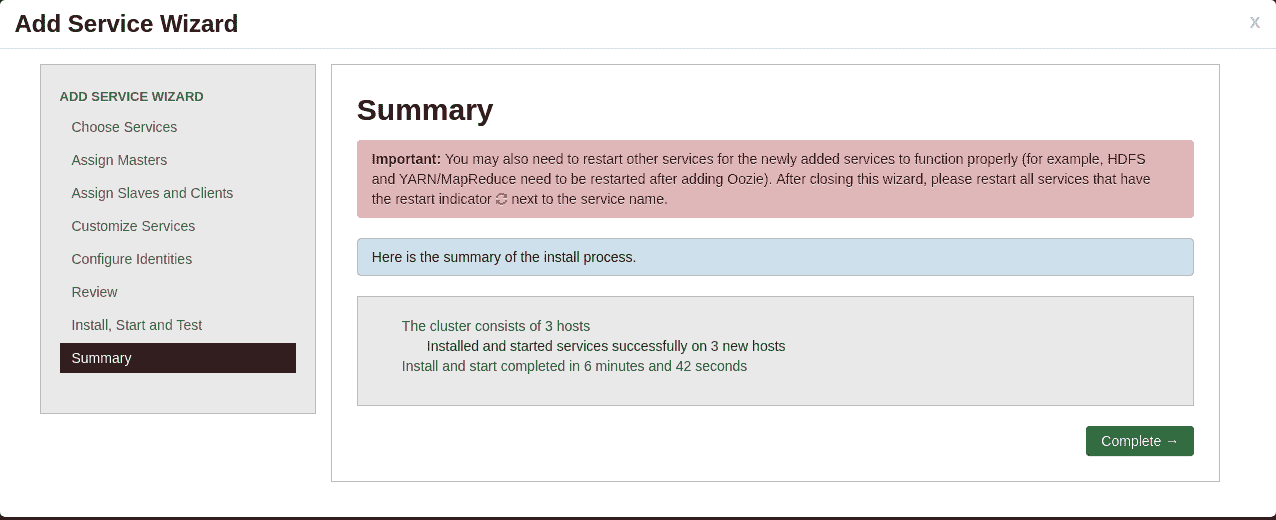 Add Service Wizard
x
ADD SERVICE WIZARD
Choose Services
Assign Masters
Assign Slaves and Clients
Customize Services
Configure Identities
Review
Install, Start and Test
Summary
Summary
Important: You may also need to restart other services for the newly added services to function properly (for example, HDFS
and YARN/MapReduce need to be restarted after adding Oozie). After closing this wizard, please restart all services that have
the restart indicator next to the service name.
Here is the summary of the install process.
The cluster consists of 3 hosts
Installed and started services successfully on 3 new hosts
Install and start completed in 6 minutes and 42 seconds
Complete →